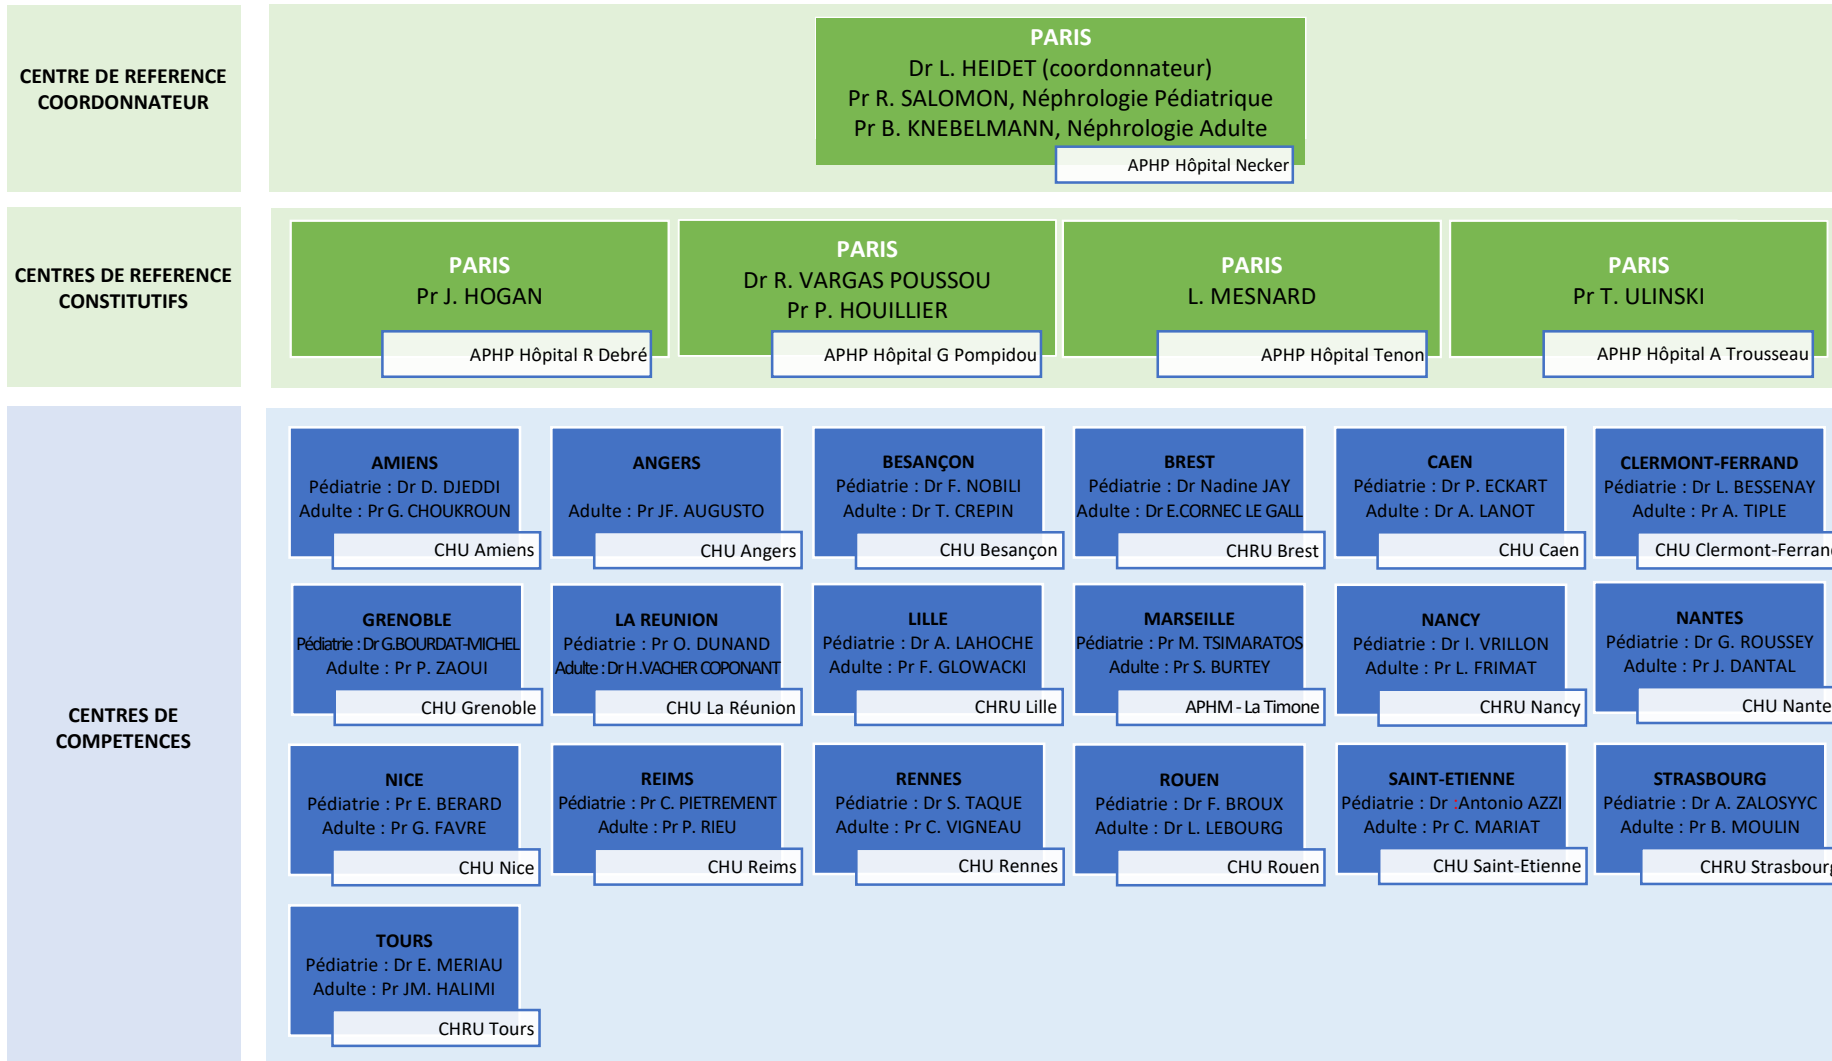 CENTRE DE REFERENCE
COORDONNATEUR
PARIS
Dr L. HEIDET (coordonnateur)
Pr R. SALOMON, Néphrologie Pédiatrique
Pr B. KNEBELMANN, Néphrologie Adulte
APHP Hôpital Necker
CENTRES DE REFERENCE
CONSTITUTIFS
PARIS
Pr J. HOGAN
APHP Hôpital R Debré
PARIS
Dr R. VARGAS POUSSOU
Pr P. HOUILLIER
APHP Hôpital G Pompidou
PARIS
L. MESNARD
APHP Hôpital Tenon
PARIS
Pr T. ULINSKI
APHP Hôpital A Trousseau
CENTRES DE
COMPETENCES
AMIENS
Pédiatrie : Dr D. DJEDDI
Adulte : Pr G. CHOUKROUN
CHU Amiens
ANGERS
Adulte : Pr JF. AUGUSTO
CHU Angers
BESANÇON
Pédiatrie : Dr F. NOBILI
Adulte : Dr T. CREPIN
CHU Besançon
BREST
Pédiatrie : Dr Nadine JAY
Adulte : Dr E.CORNEC LE GALL
CHRU Brest
CAEN
Pédiatrie : Dr P. ECKART
Adulte : Dr A. LANOT
CHU Caen
CLERMONT-FERRAND
Pédiatrie : Dr L. BESSENAY
Adulte : Pr A. TIPLE
CHU Clermont-Ferrand
GRENOBLE
Pédiatrie : Dr G.BOURDAT-MICHEL
Adulte : Pr P. ZAOUI
CHU Grenoble
LA REUNION
Pédiatrie : Pr O. DUNAND
Adulte : Dr H.VACHER COPONANT
CHU La Réunion
LILLE
Pédiatrie : Dr A. LAHOCHE
Adulte : Pr F. GLOWACKI
CHRU Lille
MARSEILLE
Pédiatrie : Pr M. TSIMARATOS
Adulte : Pr S. BURTEY
APHM - La Timone
NANCY
Pédiatrie : Dr I. VRILLON
Adulte : Pr L. FRIMAT
CHRU Nancy
NANTES
Pédiatrie : Dr G. ROUSSEY
Adulte : Pr J. DANTAL
CHU Nante
NICE
Pédiatrie : Pr E. BERARD
Adulte : Pr G. FAVRE
CHU Nice
REIMS
Pédiatrie : Pr C. PIETREMENT
Adulte : Pr P. RIEU
CHU Reims
RENNES
Pédiatrie : Dr S. TAQUE
Adulte : Pr C. VIGNEAU
CHU Rennes
ROUEN
Pédiatrie : Dr F. BROUX
Adulte : Dr L. LEBOURG
CHU Rouen
SAINT-ETIENNE
Pédiatrie : Dr :Antonio AZZI
Adulte : Pr C. MARIAT
CHU Saint-Etienne
STRASBOURG
Pédiatrie : Dr A. ZALOSYYC
Adulte : Pr B. MOULIN
CHRU Strasbourg
TOURS
Pédiatrie : Dr E. MERIAU
Adulte : Pr JM. HALIMI
CHRU Tours